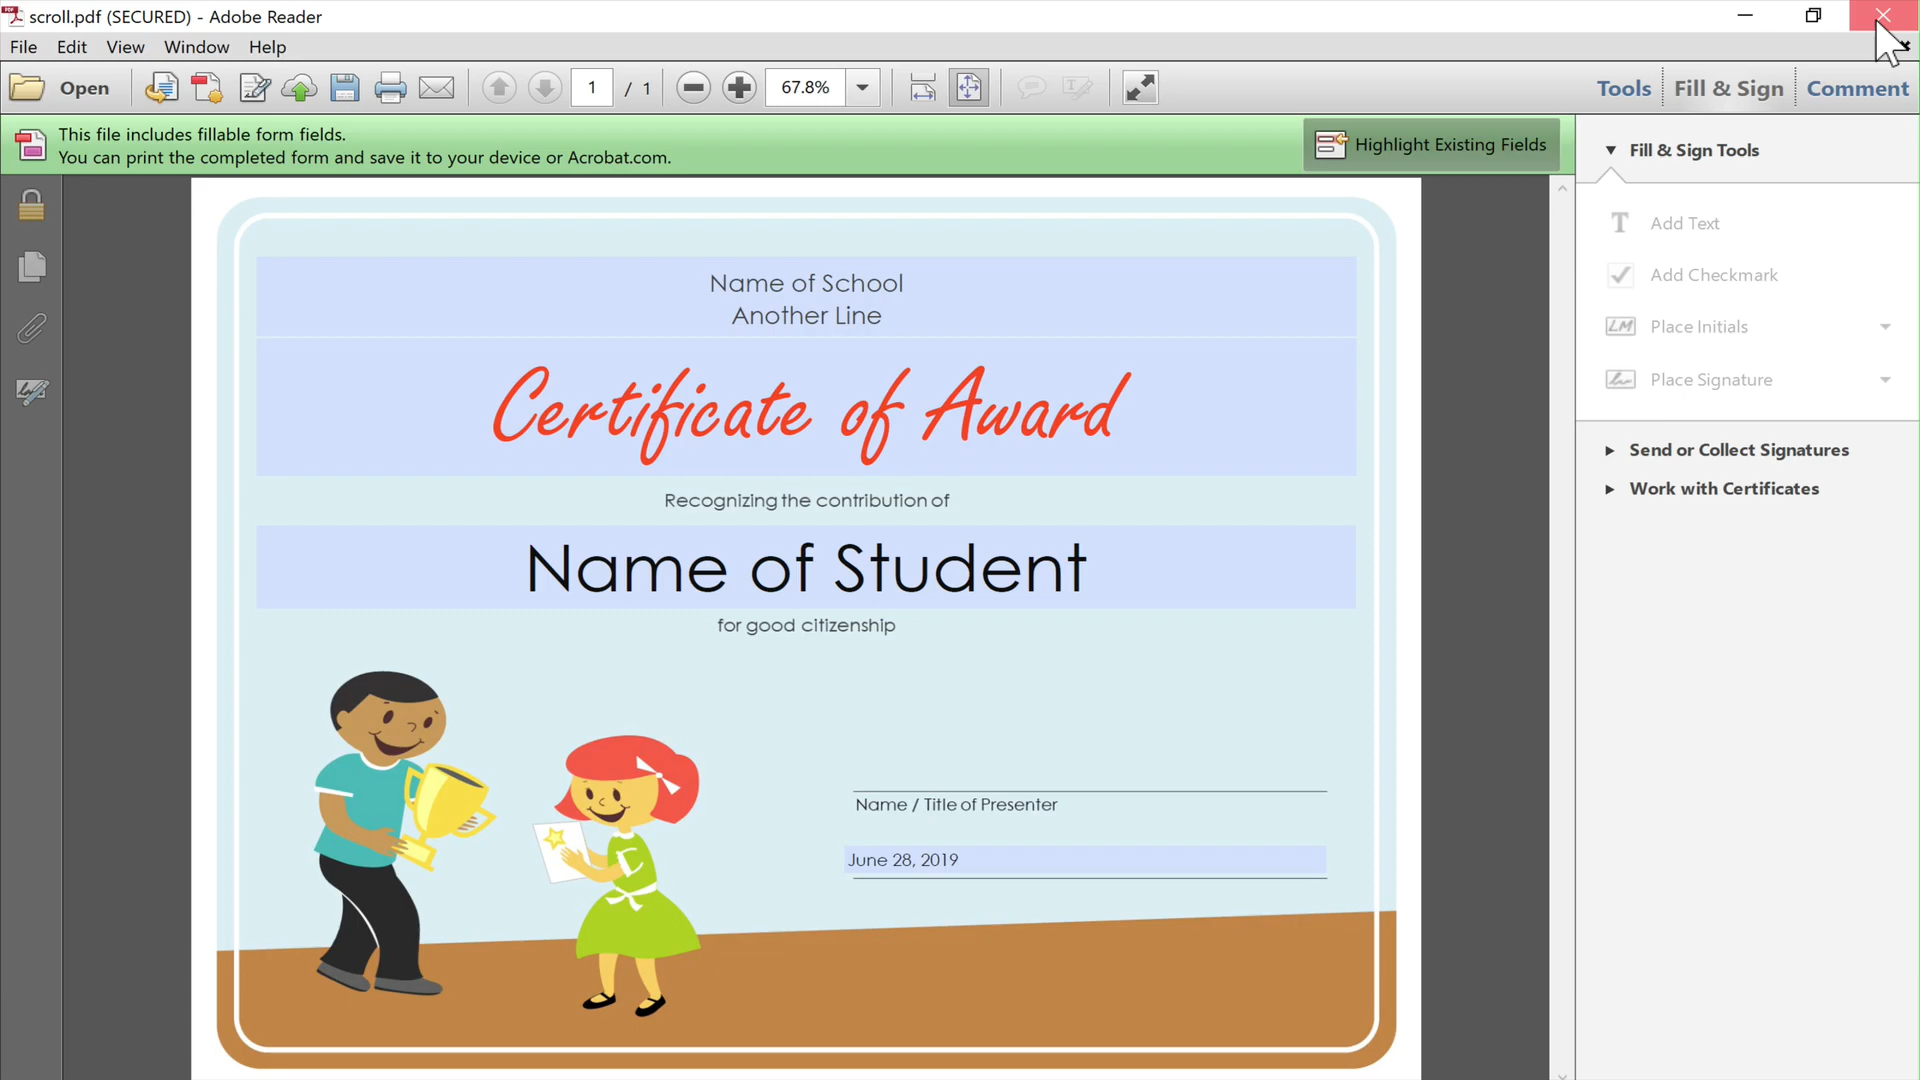 scroll.pdf (SECURED) - Adobe Reader
File Edit View Window Help
Open 1 / 1 67.8% Tools Fill & Sign Comment
This file includes fillable form fields.
You can print the completed form and save it to your device or Acrobat.com.
Highlight Existing Fields
Fill & Sign Tools
Add Text
Add Checkmark
Place Initials
Place Signature
Send or Collect Signatures
Work with Certificates
Name of School
Another Line
Certificate of Award
Recognizing the contribution of
Name of Student
for good citizenship
Name / Title of Presenter
June 28, 2019